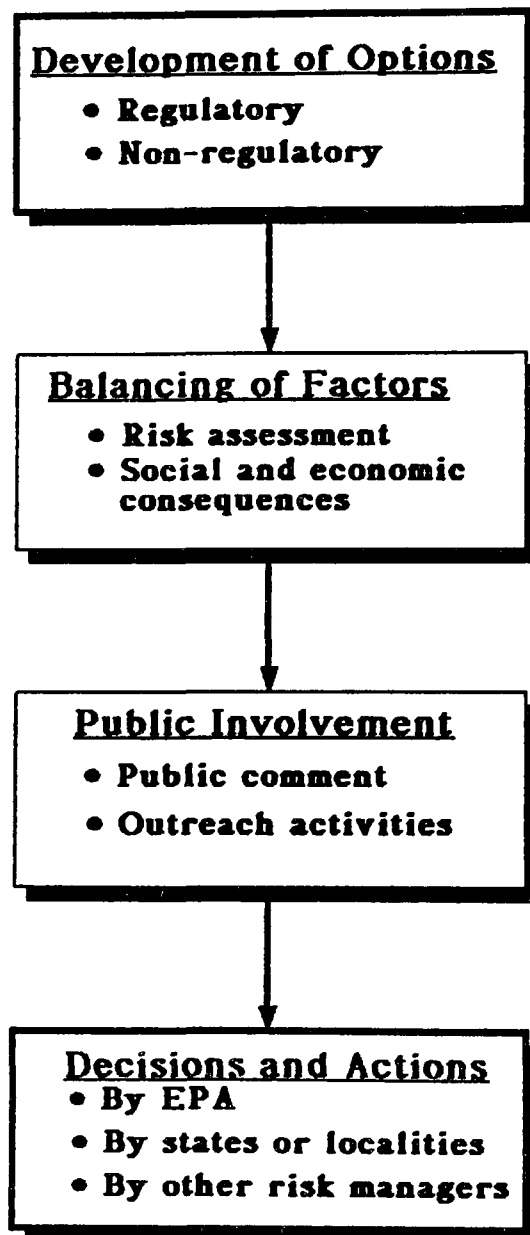 Development of Options
• Regulatory
• Non-regulatory
Balancing of Factors
• Risk assessment
• Social and economic
consequences
Public Involvement
• Public comment
• Outreach activities
Decisions and Actions
• By EPA
• By states or localities
• By other risk managers